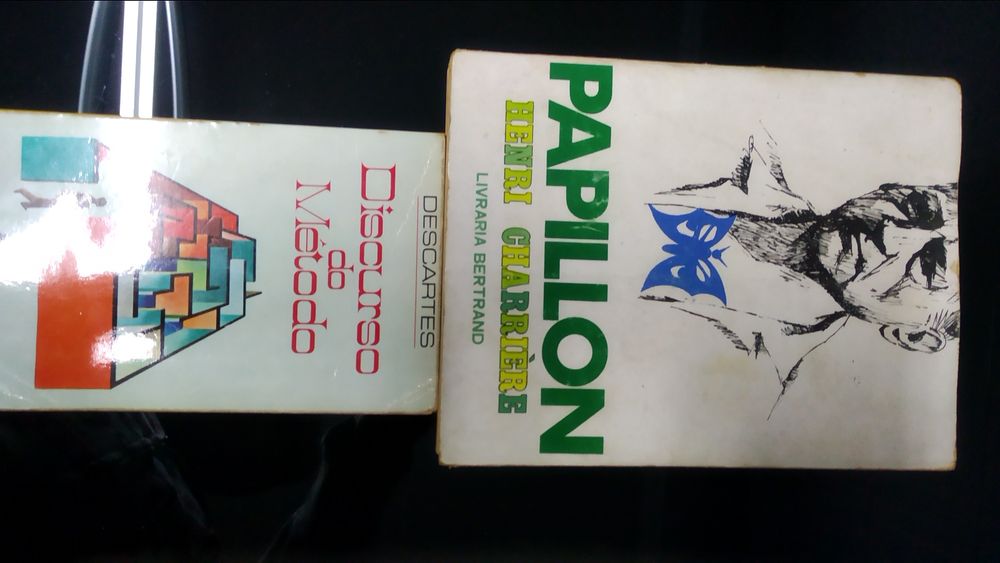 DESCARTES
Discurso
do
Método
PAPILLON
HENRI CHARRIÈRE
LIVRARIA BERTRAND